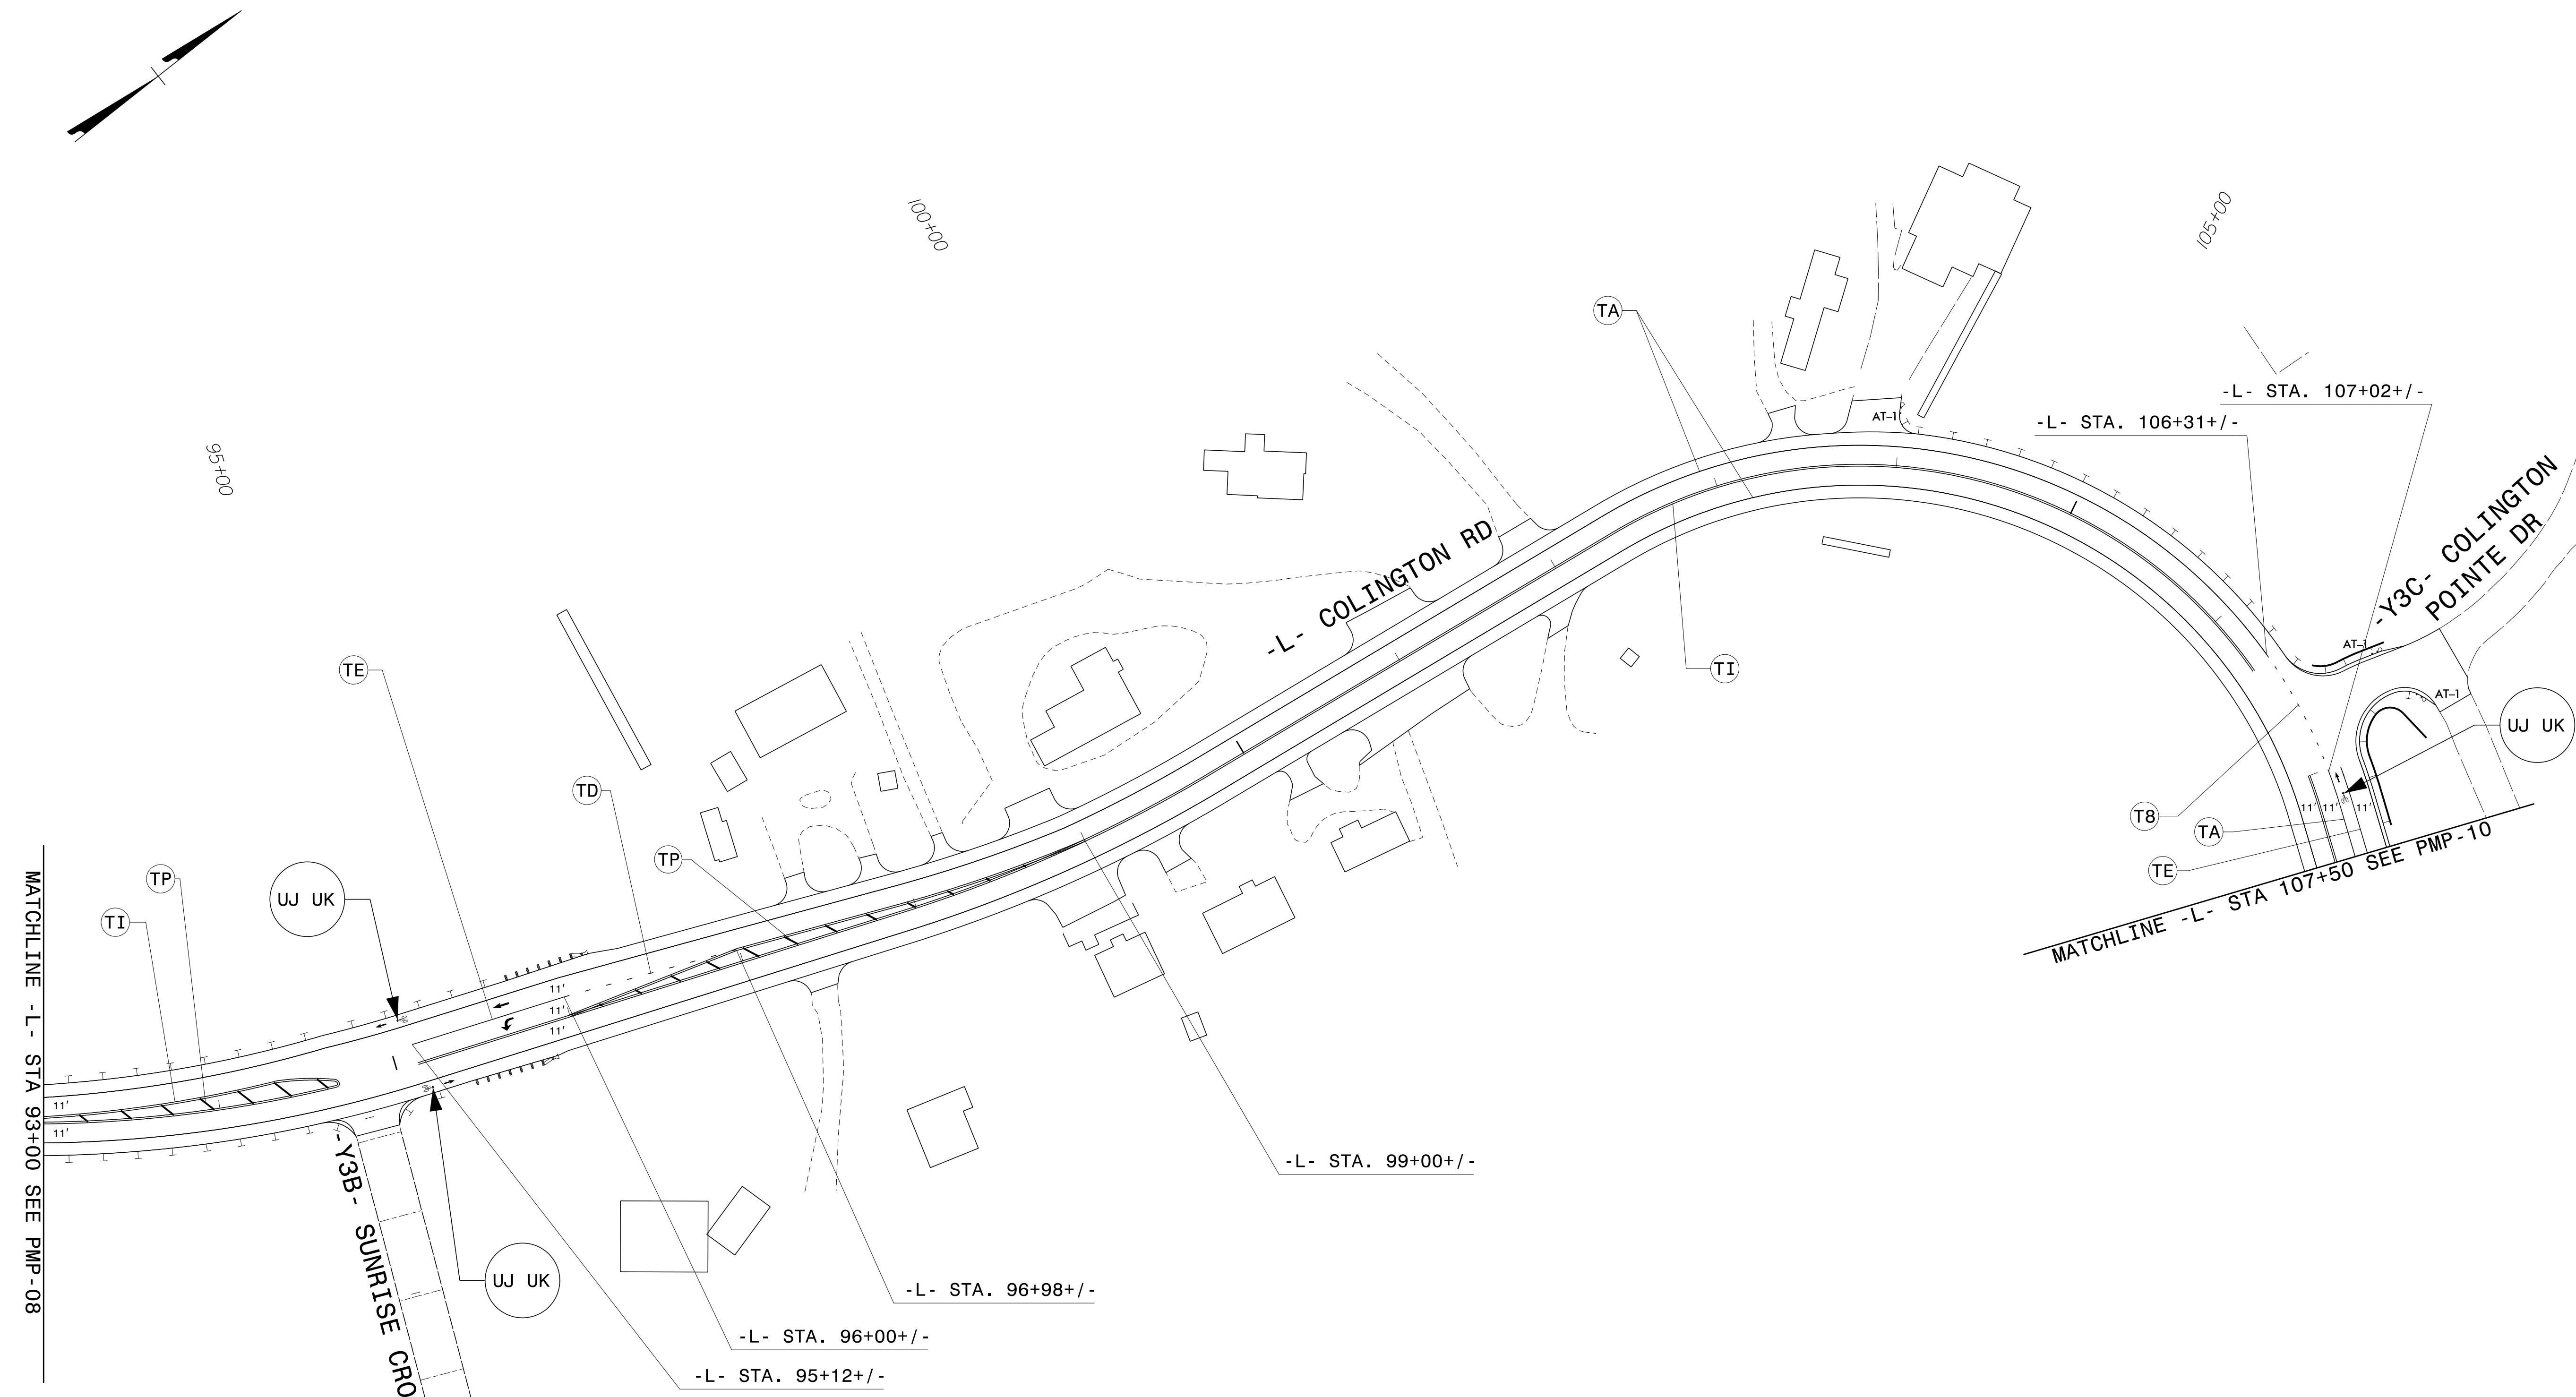 100+00
105+00
95+00
TA
-L- STA. 107+02+/-
-L- STA. 106+31+/-
AT-1
-L- COLINGTON RD
-Y3C- COLINGTON
POINTE DR
AT-1
AT-1
TE
TI
UJ UK
TD
TP
11'
11'
11'
T8
TA
TE
MATCHLINE -L- STA 107+50 SEE PMP-10
MATCHLINE -L- STA 93+00 SEE PMP-08
TP
TI
UJ UK
11'
11'
11'
11'
11'
-Y3B- SUNRISE CRO
UJ UK
-L- STA. 99+00+/-
-L- STA. 96+98+/-
-L- STA. 96+00+/-
-L- STA. 95+12+/-